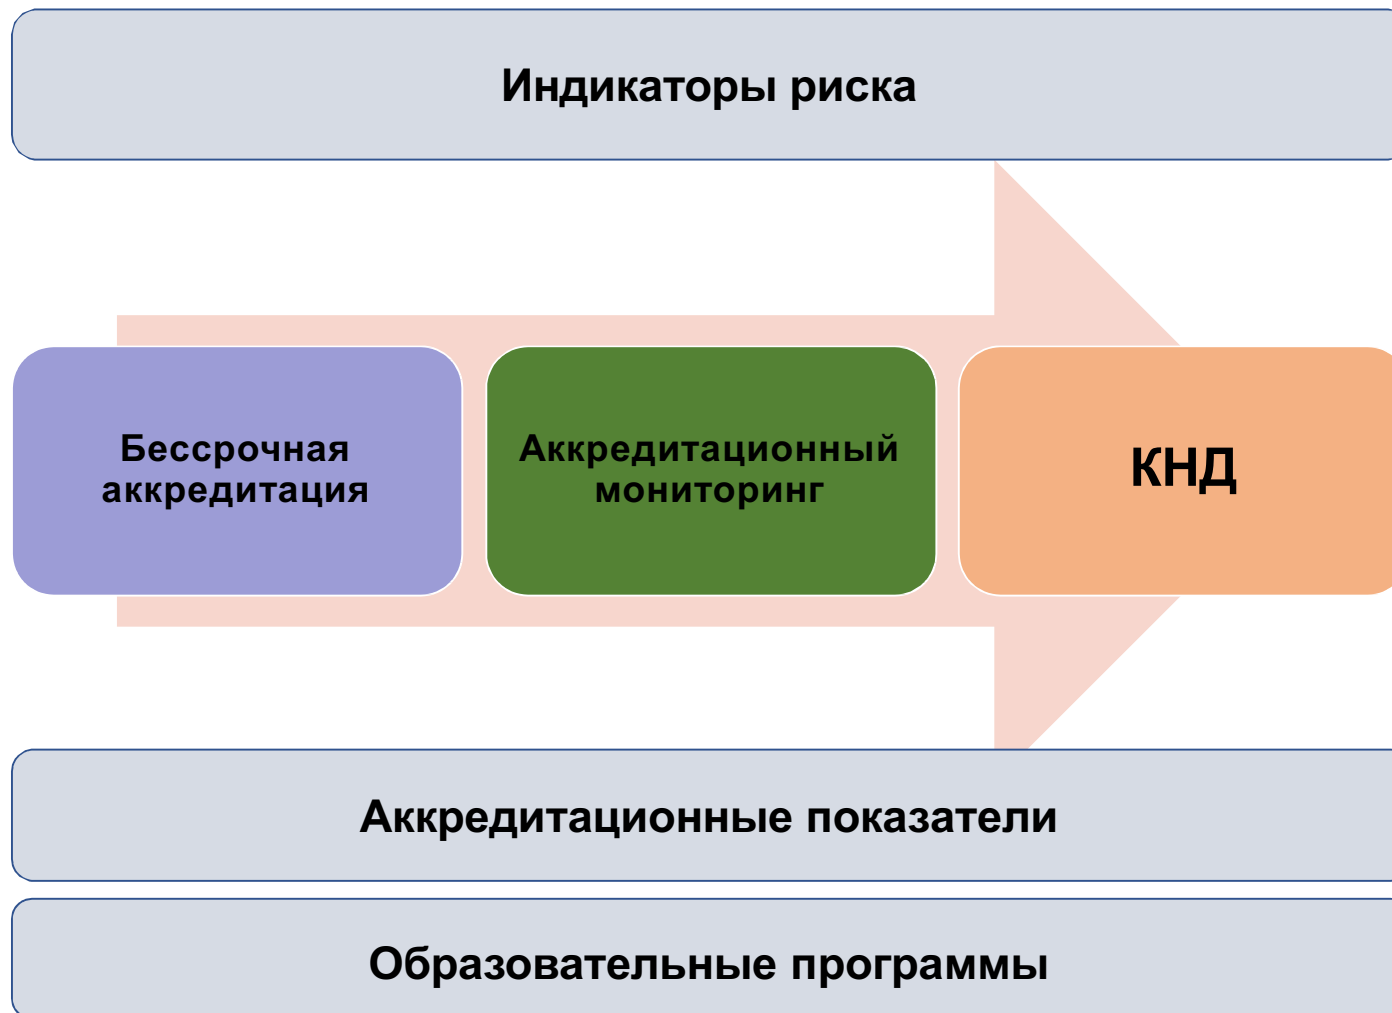 Индикаторы риска
Бессрочная
аккредитация
Аккредитационный
мониторинг
КНД
Аккредитационные показатели
Образовательные программы